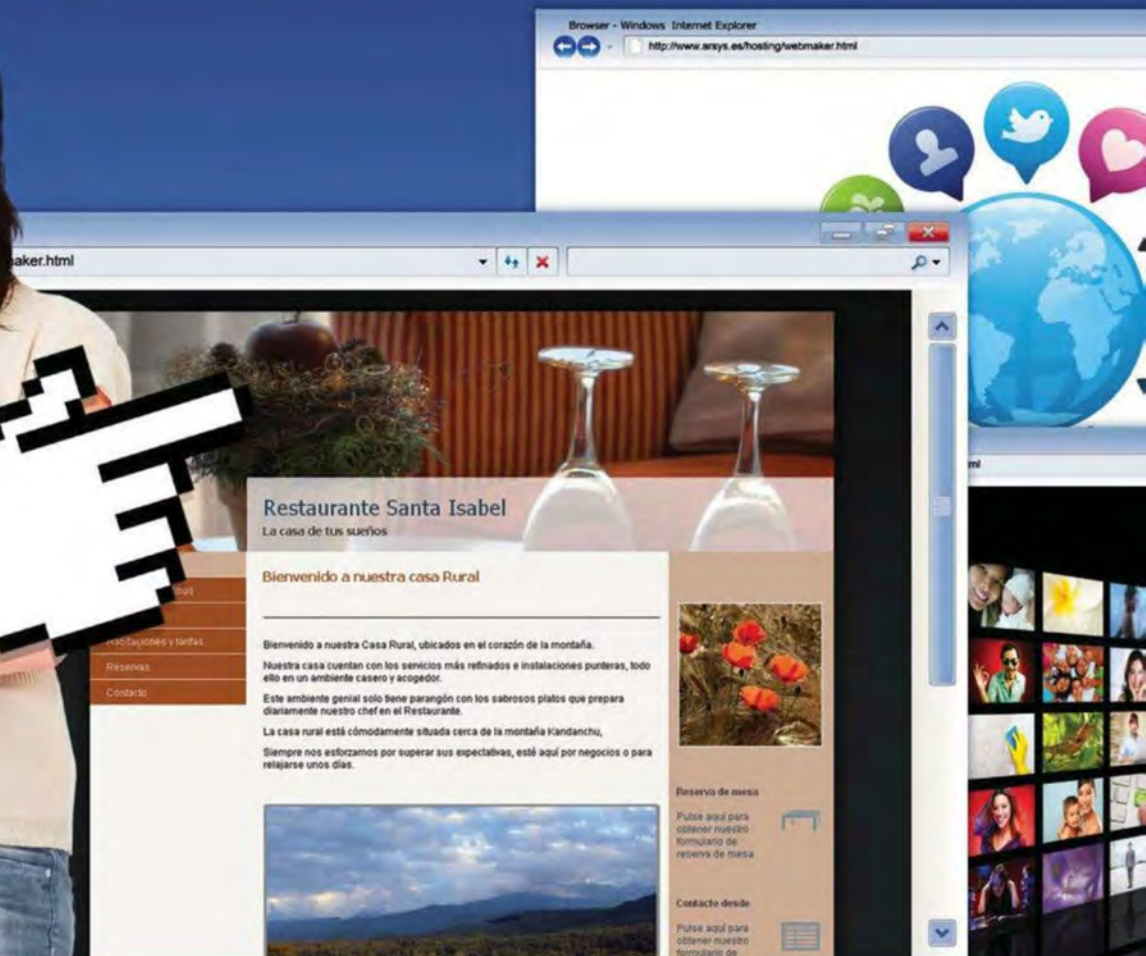 Browser - Windows Internet Explorer
http://www.arsys.es/hosting/webmaker.html
aker.html
ml
Restaurante Santa Isabel
La casa de tus sueños
Bienvenido a nuestra casa Rural
Habitaciones y tarifas
Reservas
Contacto
Bienvenido a nuestra Casa Rural, ubicados en el corazón de la montaña.
Nuestra casa cuentan con los servicios más refinados e instalaciones punteras, todo
ello en un ambiente casero y acogedor.
Este ambiente genial solo tiene parangón con los sabrosos platos que prepara
diariamente nuestro chef en el Restaurante.
La casa rural está cómodamente situada cerca de la montaña Kandanchu,
Siempre nos esforzamos por superar sus expectativas, esté aquí por negocios o para
relajarse unos días.
Reserva de mesa
Pulse aquí para
obtener nuestro
formulario de
reserva de mesa
Contacto desde
Pulse aquí para
obtener nuestro
formulario de